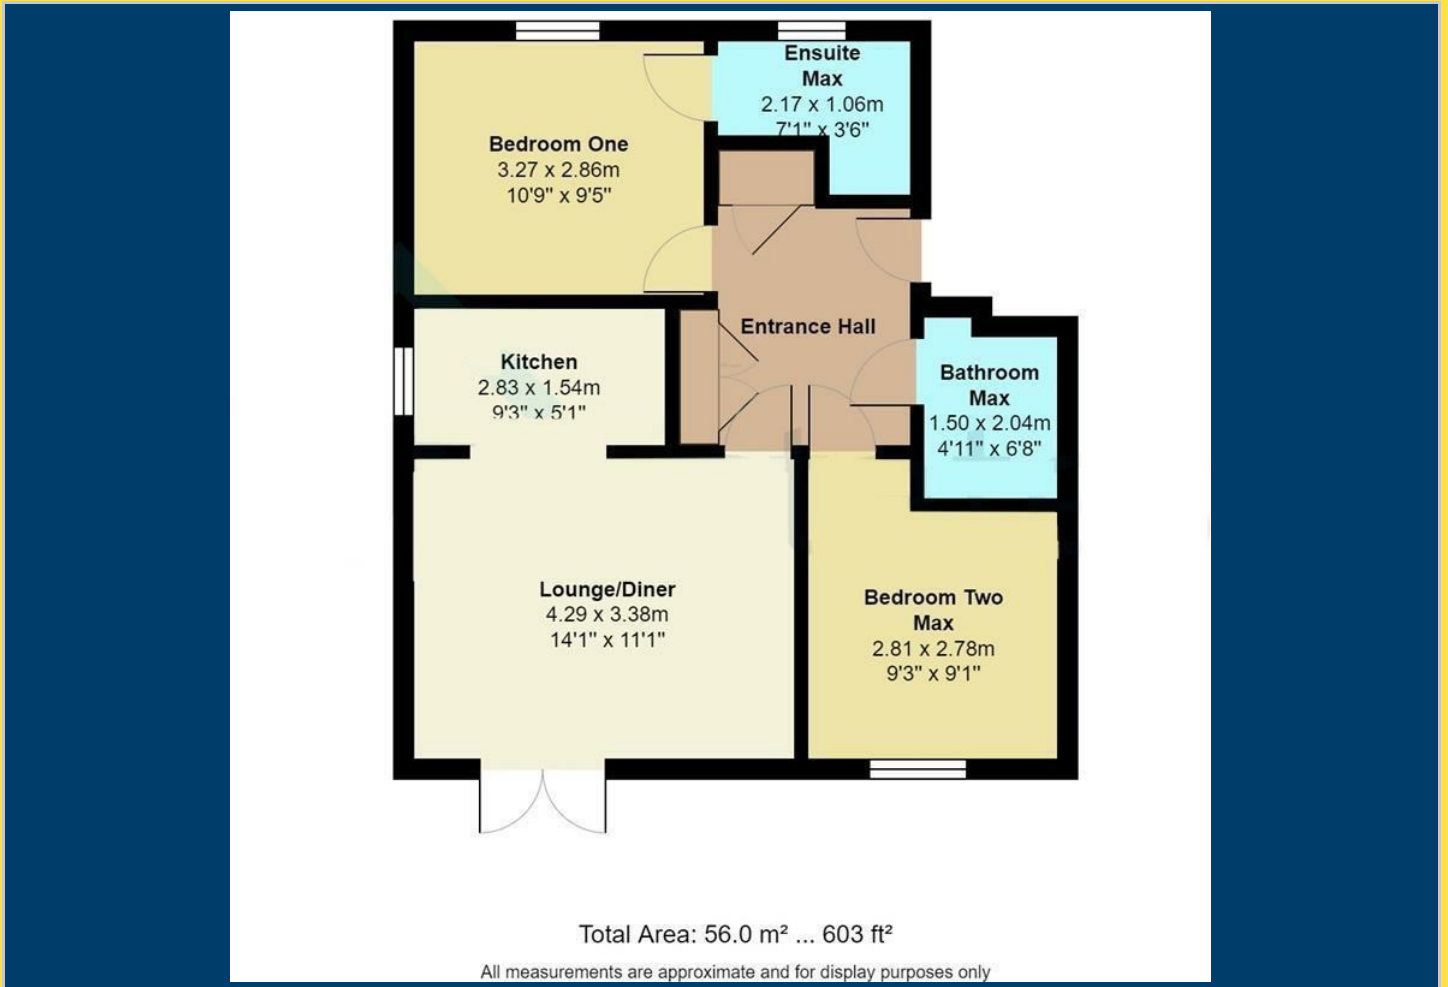 Ensuite
Max
2.17 x 1.06m
7'1" x 3'6"
Bedroom One
3.27 x 2.86m
10'9" x 9'5"
Entrance Hall
Kitchen
2.83 x 1.54m
9'3" x 5'1"
Bathroom
Max
1.50 x 2.04m
4'11" x 6'8"
Lounge/Diner
4.29 x 3.38m
14'1" x 11'1"
Bedroom Two
Max
2.81 x 2.78m
9'3" x 9'1"
Total Area: 56.0 m² ... 603 ft²
All measurements are approximate and for display purposes only